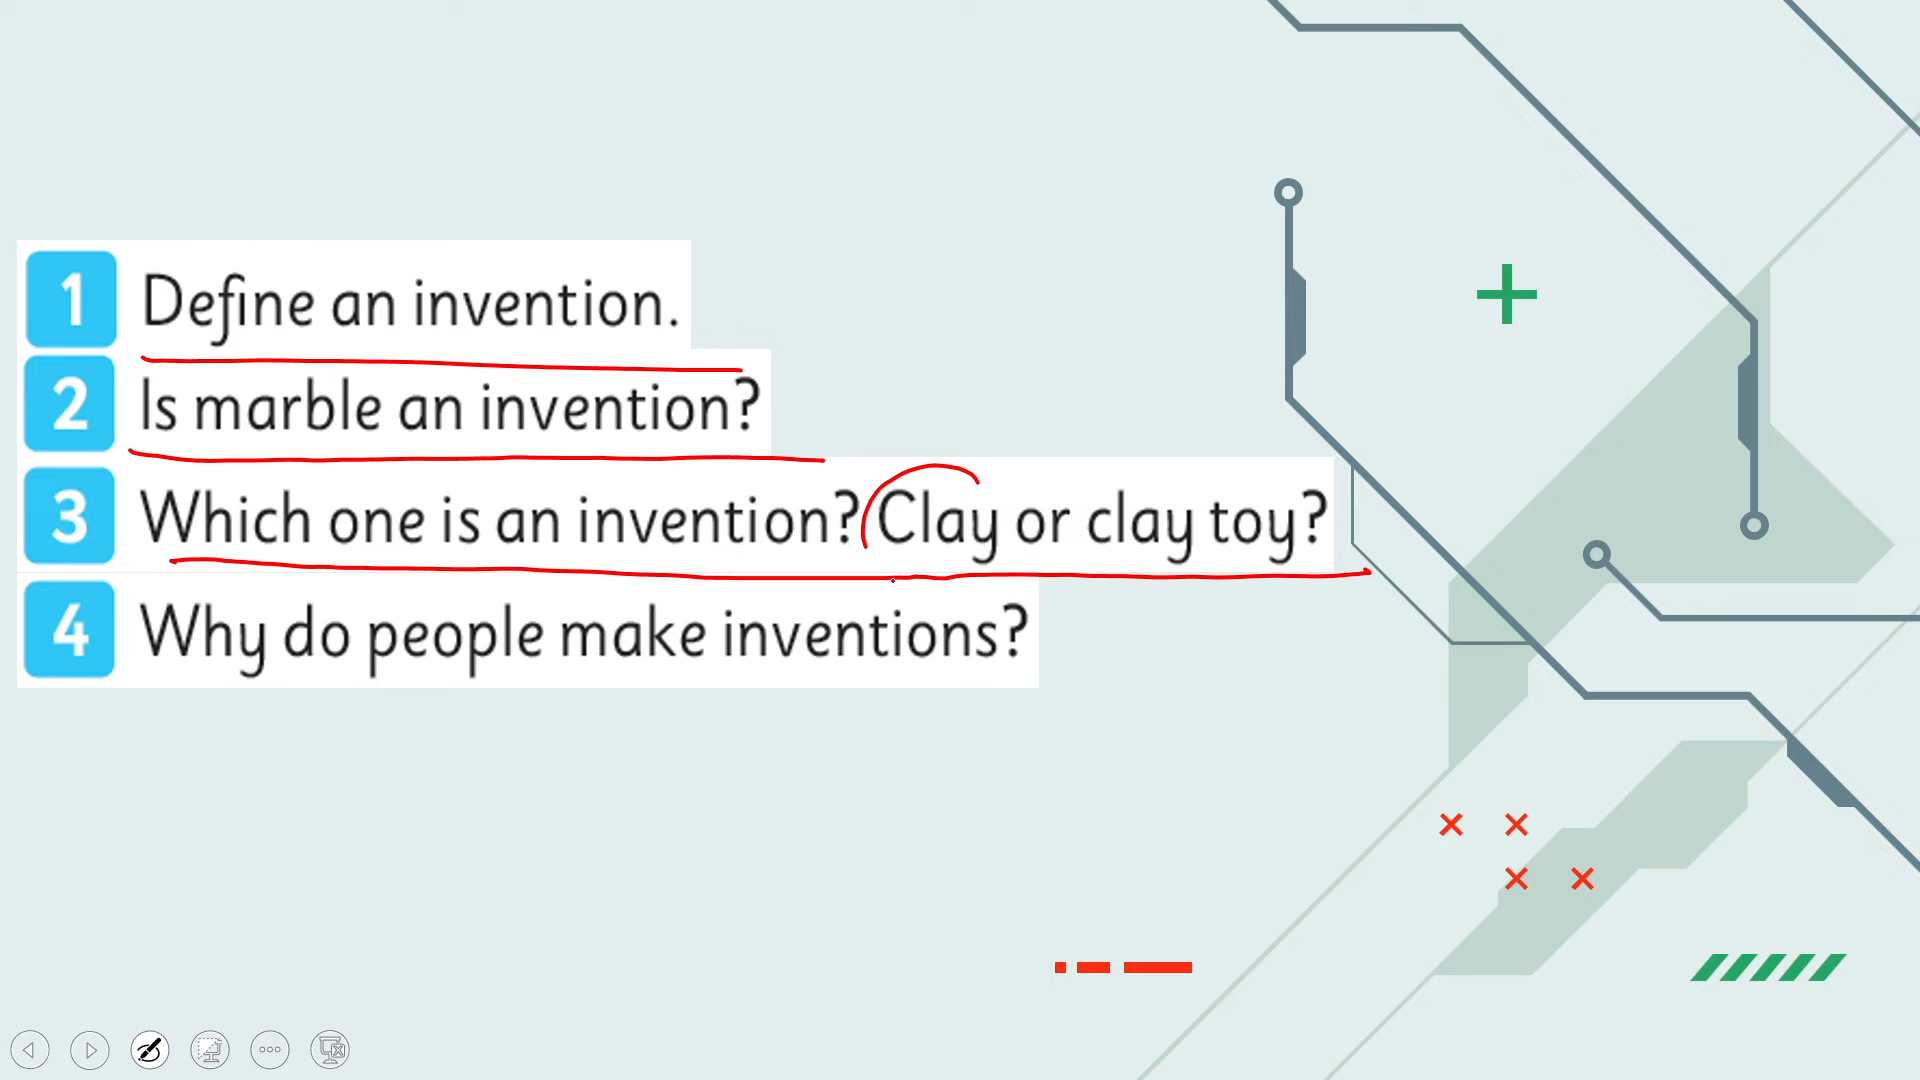 1 Define an invention.
2 Is marble an invention?
3 Which one is an invention? Clay or clay toy?
4 Why do people make inventions?